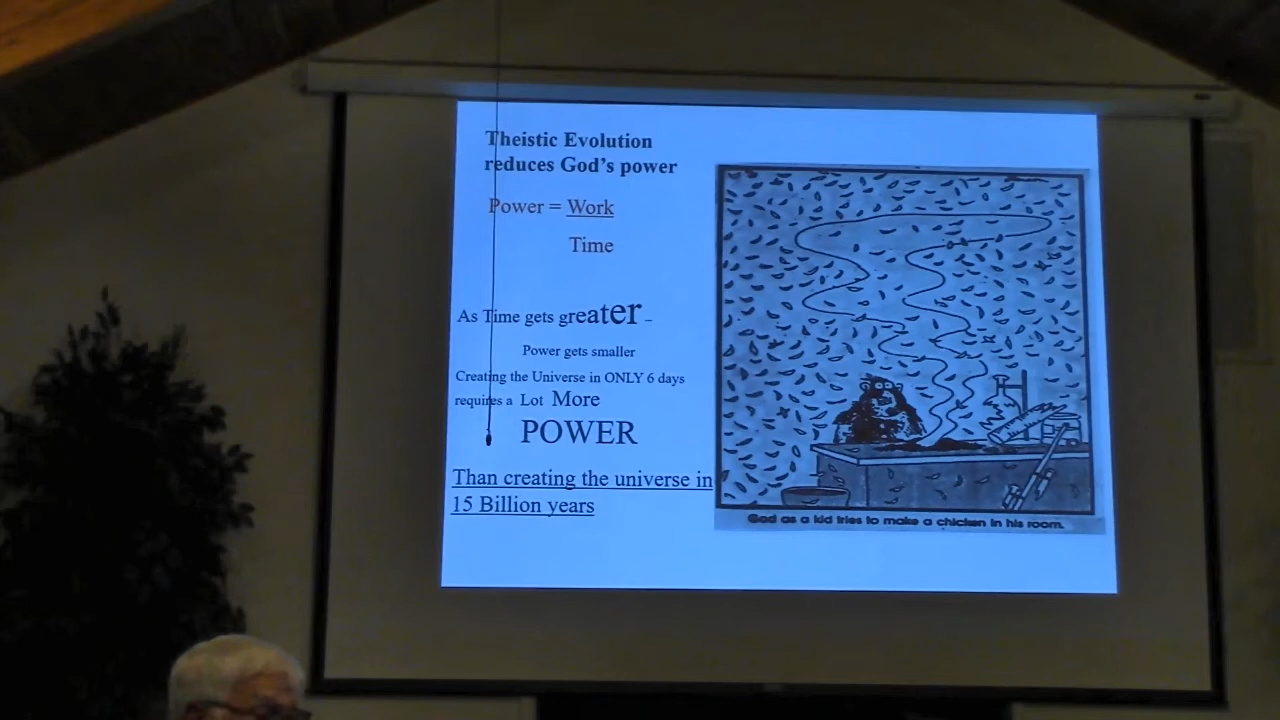 Theistic Evolution
reduces God's power
Power = Work
Time
As Time gets greater –
Power gets smaller
Creating the Universe in ONLY 6 days
requires a Lot More
POWER
Than creating the universe in
15 Billion years
God as a kid tries to make a chicken in his room.